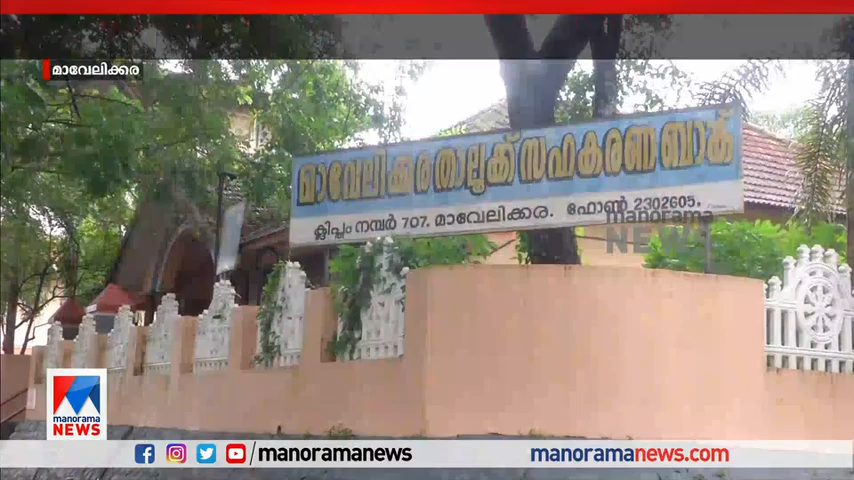 മാവേലിക്കര
മാവേലിക്കര താലൂക്ക് സഹകരണ ബാങ്ക്
ക്ലിപ്തം നമ്പർ 707. മാവേലിക്കര. ഫോൺ 2302605.
manorama
NEWS
manorama
NEWS
/manoramanews
manoramanews.com